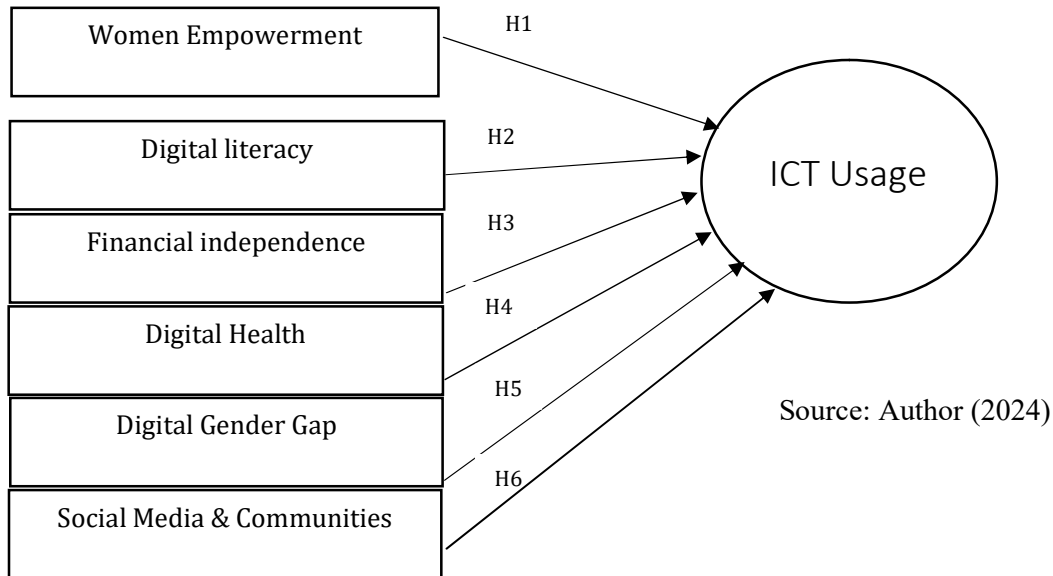 Women Empowerment
H1
Digital literacy
H2
ICT Usage
Financial independence
H3
Digital Health
H4
Digital Gender Gap
H5
Source: Author (2024)
Social Media & Communities
H6